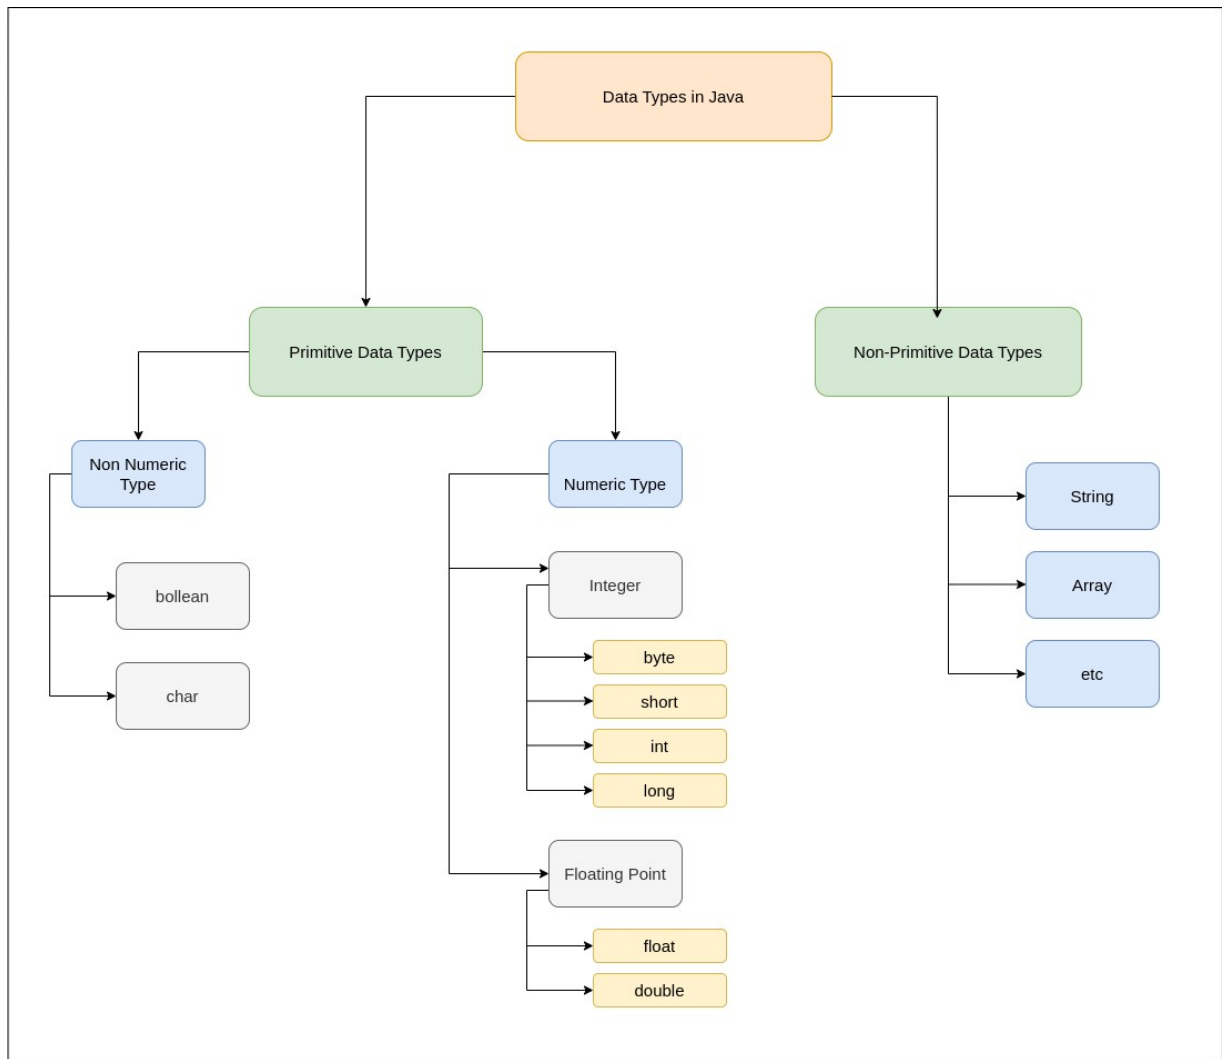 Data Types in Java
Primitive Data Types
Non-Primitive Data Types
Non Numeric
Type
Numeric Type
String
Array
etc
bollean
char
Integer
byte
short
int
long
Floating Point
float
double